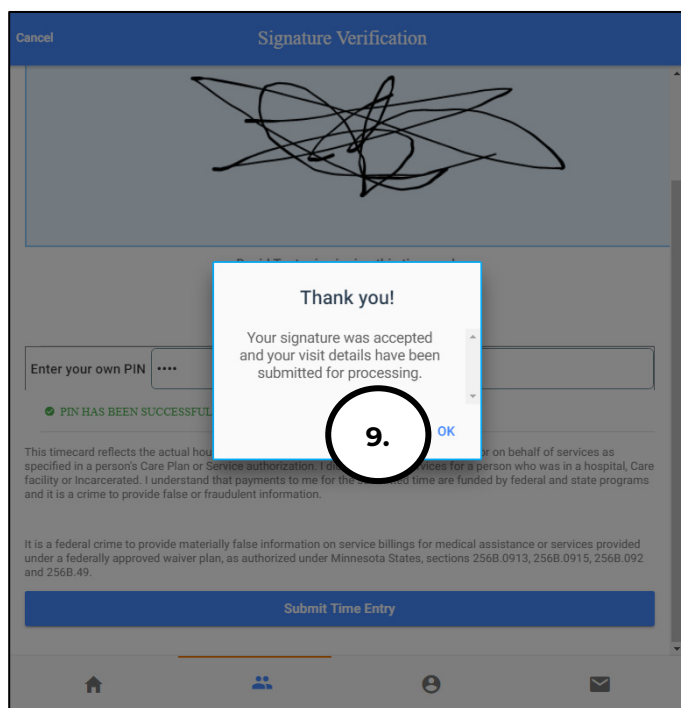 Cancel
Signature Verification
Thank you!
Your signature was accepted
and your visit details have been
submitted for processing.
OK
9.
Enter your own PIN ••••
PIN HAS BEEN SUCCESSFUL
This timecard reflects the actual hou or on behalf of services as
specified in a person's Care Plan or Service authorization. I di vices for a person who was in a hospital, Care
facility or Incarcerated. I understand that payments to me for the time are funded by federal and state programs
and it is a crime to provide false or fraudulent information.
It is a federal crime to provide materially false information on service billings for medical assistance or services provided
under a federally approved waiver plan, as authorized under Minnesota States, sections 256B.0913, 256B.0915, 256B.092
and 256B.49.
Submit Time Entry